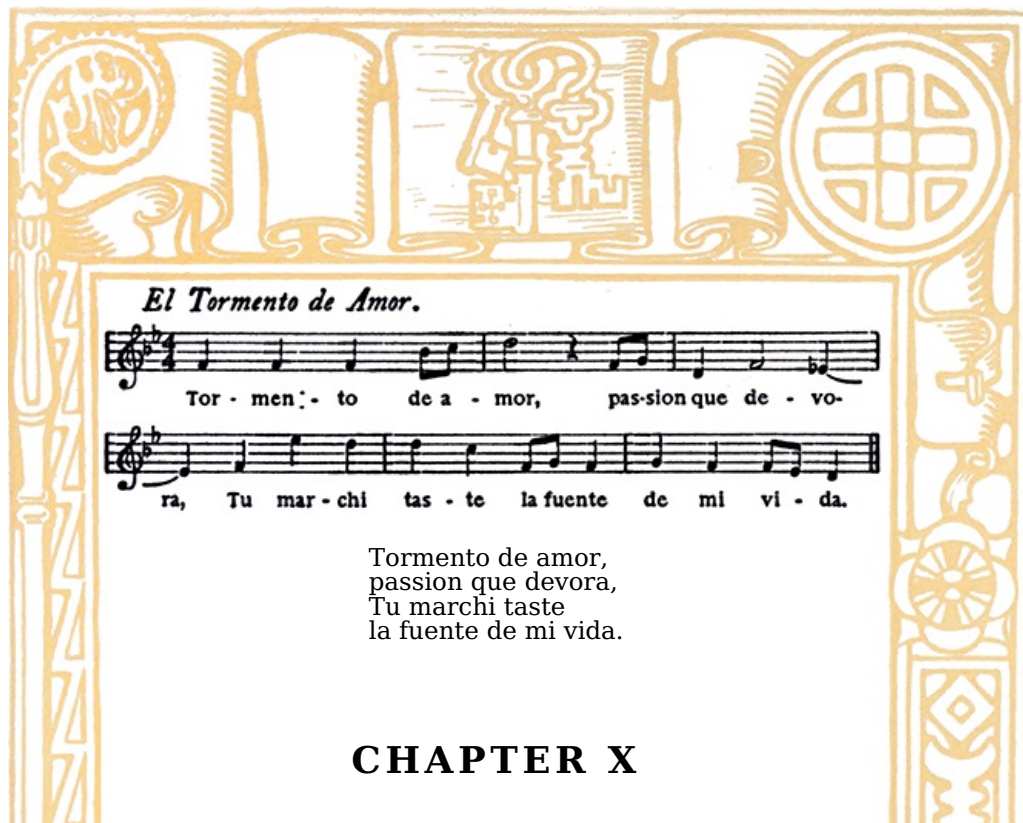 El Tormento de Amor.
4
4
Tor - men - to de a - mor, pas-sion que de - vo-
ra, Tu mar - chi tas - te la fuente de mi vi - da.
Tormento de amor,
passion que devora,
Tu marchi taste
la fuente de mi vida.
CHAPTER X